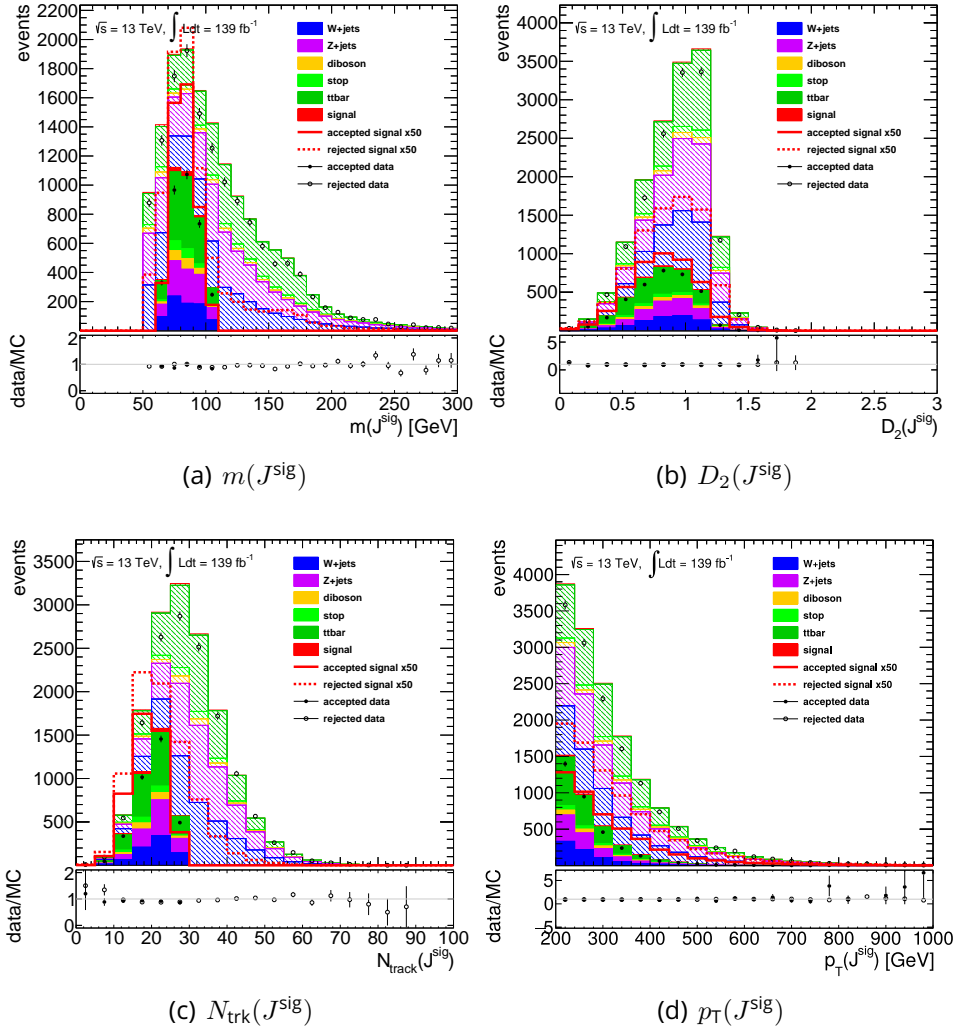 √s = 13 TeV, ∫ Ldt = 139 fb⁻¹
events
2200
2000
1800
1600
1400
1200
1000
800
600
400
200
W+jets
Z+jets
diboson
stop
ttbar
signal
accepted signal x50
rejected signal x50
accepted data
rejected data
data/MC
2
1
0
0 50 100 150 200 250 300
m(J^sig) [GeV]
(a) m(J^sig)
√s = 13 TeV, ∫ Ldt = 139 fb⁻¹
events
4000
3500
3000
2500
2000
1500
1000
500
W+jets
Z+jets
diboson
stop
ttbar
signal
accepted signal x50
rejected signal x50
accepted data
rejected data
data/MC
5
0
0 0.5 1 1.5 2 2.5 3
D₂(J^sig)
(b) D₂(J^sig)
√s = 13 TeV, ∫ Ldt = 139 fb⁻¹
events
3500
3000
2500
2000
1500
1000
500
W+jets
Z+jets
diboson
stop
ttbar
signal
accepted signal x50
rejected signal x50
accepted data
rejected data
data/MC
2
1
0
0 10 20 30 40 50 60 70 80 90 100
N_track(J^sig)
(c) N_trk(J^sig)
√s = 13 TeV, ∫ Ldt = 139 fb⁻¹
events
4000
3500
3000
2500
2000
1500
1000
500
W+jets
Z+jets
diboson
stop
ttbar
signal
accepted signal x50
rejected signal x50
accepted data
rejected data
data/MC
5
0
−5
200 300 400 500 600 700 800 900 1000
p_T(J^sig) [GeV]
(d) p_T(J^sig)